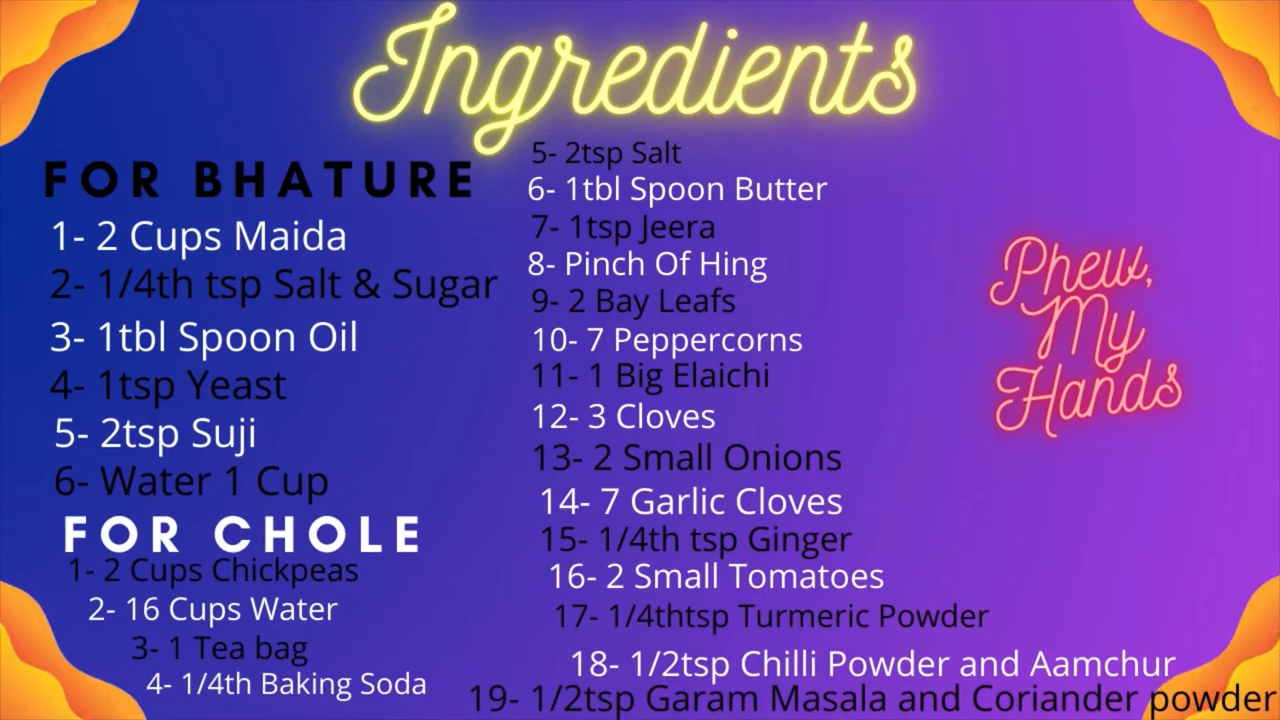 Ingredients
FOR BHATURE
1- 2 Cups Maida
2- 1/4th tsp Salt & Sugar
3- 1tbl Spoon Oil
4- 1tsp Yeast
5- 2tsp Suji
6- Water 1 Cup
FOR CHOLE
1- 2 Cups Chickpeas
2- 16 Cups Water
3- 1 Tea bag
4- 1/4th Baking Soda
5- 2tsp Salt
6- 1tbl Spoon Butter
7- 1tsp Jeera
8- Pinch Of Hing
9- 2 Bay Leafs
10- 7 Peppercorns
11- 1 Big Elaichi
12- 3 Cloves
13- 2 Small Onions
14- 7 Garlic Cloves
15- 1/4th tsp Ginger
16- 2 Small Tomatoes
17- 1/4thtsp Turmeric Powder
18- 1/2tsp Chilli Powder and Aamchur
19- 1/2tsp Garam Masala and Coriander powder
Phew,
My
Hands